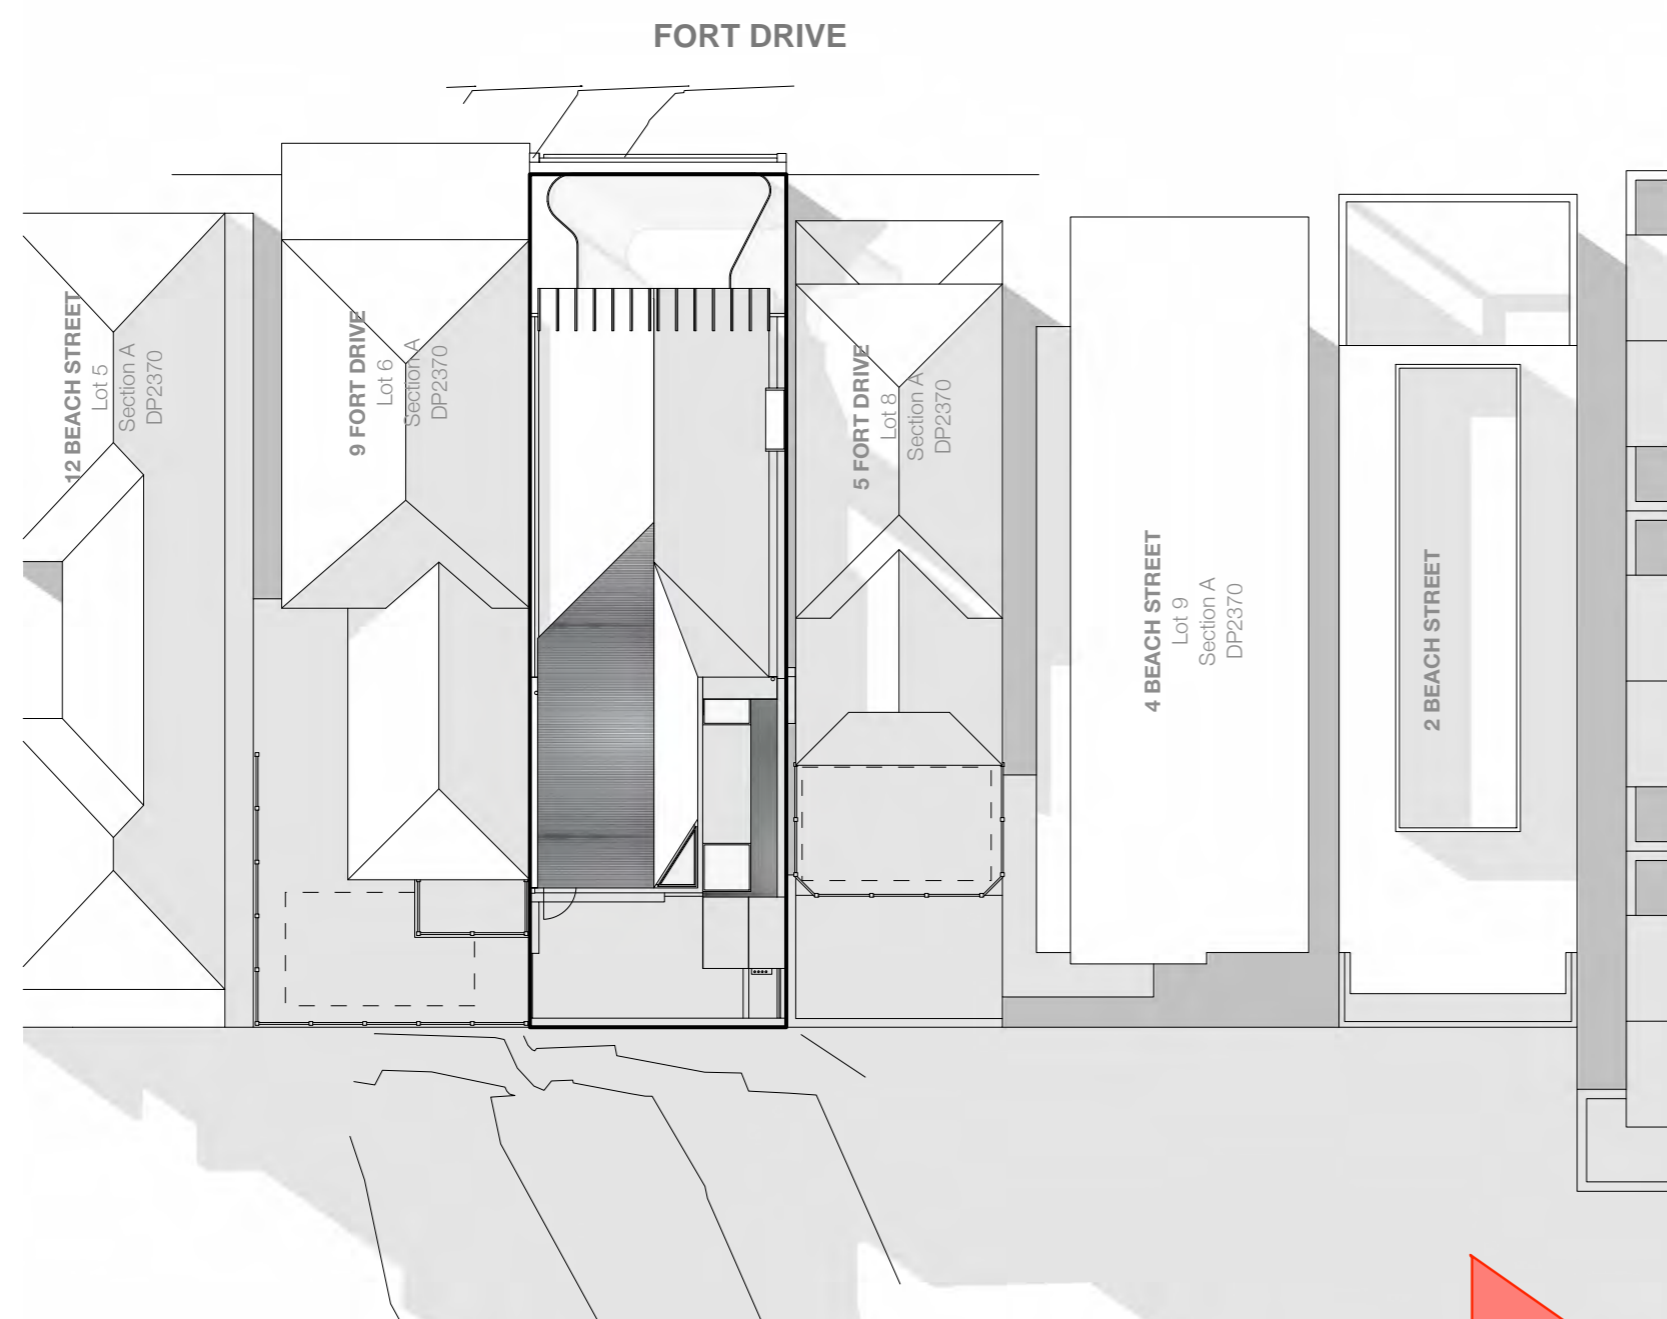 FORT DRIVE
12 BEACH STREET
Lot 5
Section A
DP2370
9 FORT DRIVE
Lot 6
Section A
DP2370
5 FORT DRIVE
Lot 8
Section A
DP2370
4 BEACH STREET
Lot 9
Section A
DP2370
2 BEACH STREET